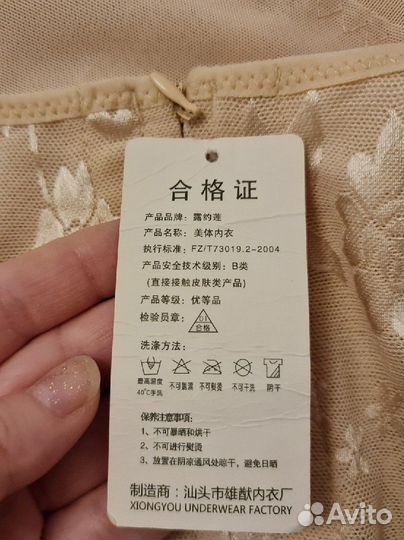 合格证
产品品牌：露约莲
产品名称：美体内衣
执行标准：FZ/T73019.2-2004
产品安全技术级别：B类
(直接接触皮肤类产品)
产品等级：优等品
检验员章：
01
合格
洗涤方法：
最高温度 不可氯漂 不可熨烫 不可干洗 阴干
40℃手洗
保养注意事项：
1、不可暴晒和烘干
2、不可进行熨烫
3、放置在阴凉通风处晾干，避免日晒
制造商：汕头市雄猷内衣厂
XIONGYOU UNDERWEAR FACTORY
Avito